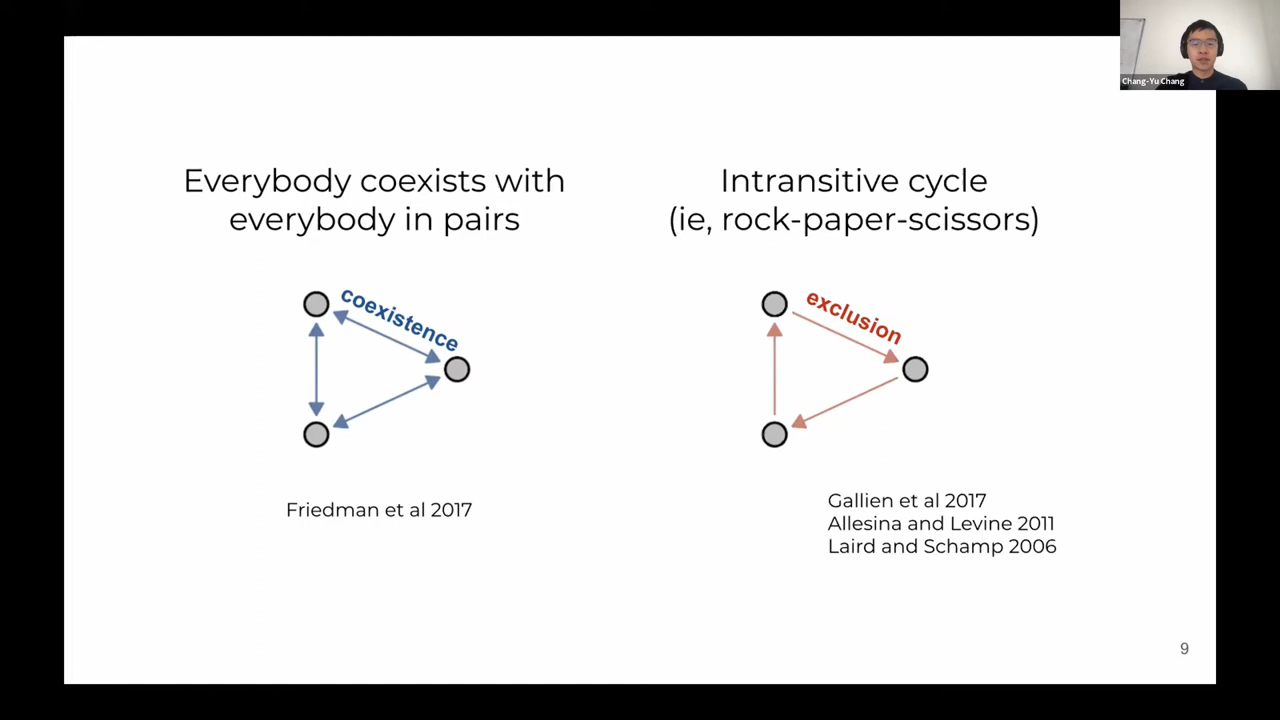 Chang-Yu Chang
Everybody coexists with
everybody in pairs
coexistence
Friedman et al 2017
Intransitive cycle
(ie, rock-paper-scissors)
exclusion
Gallien et al 2017
Allesina and Levine 2011
Laird and Schamp 2006
9